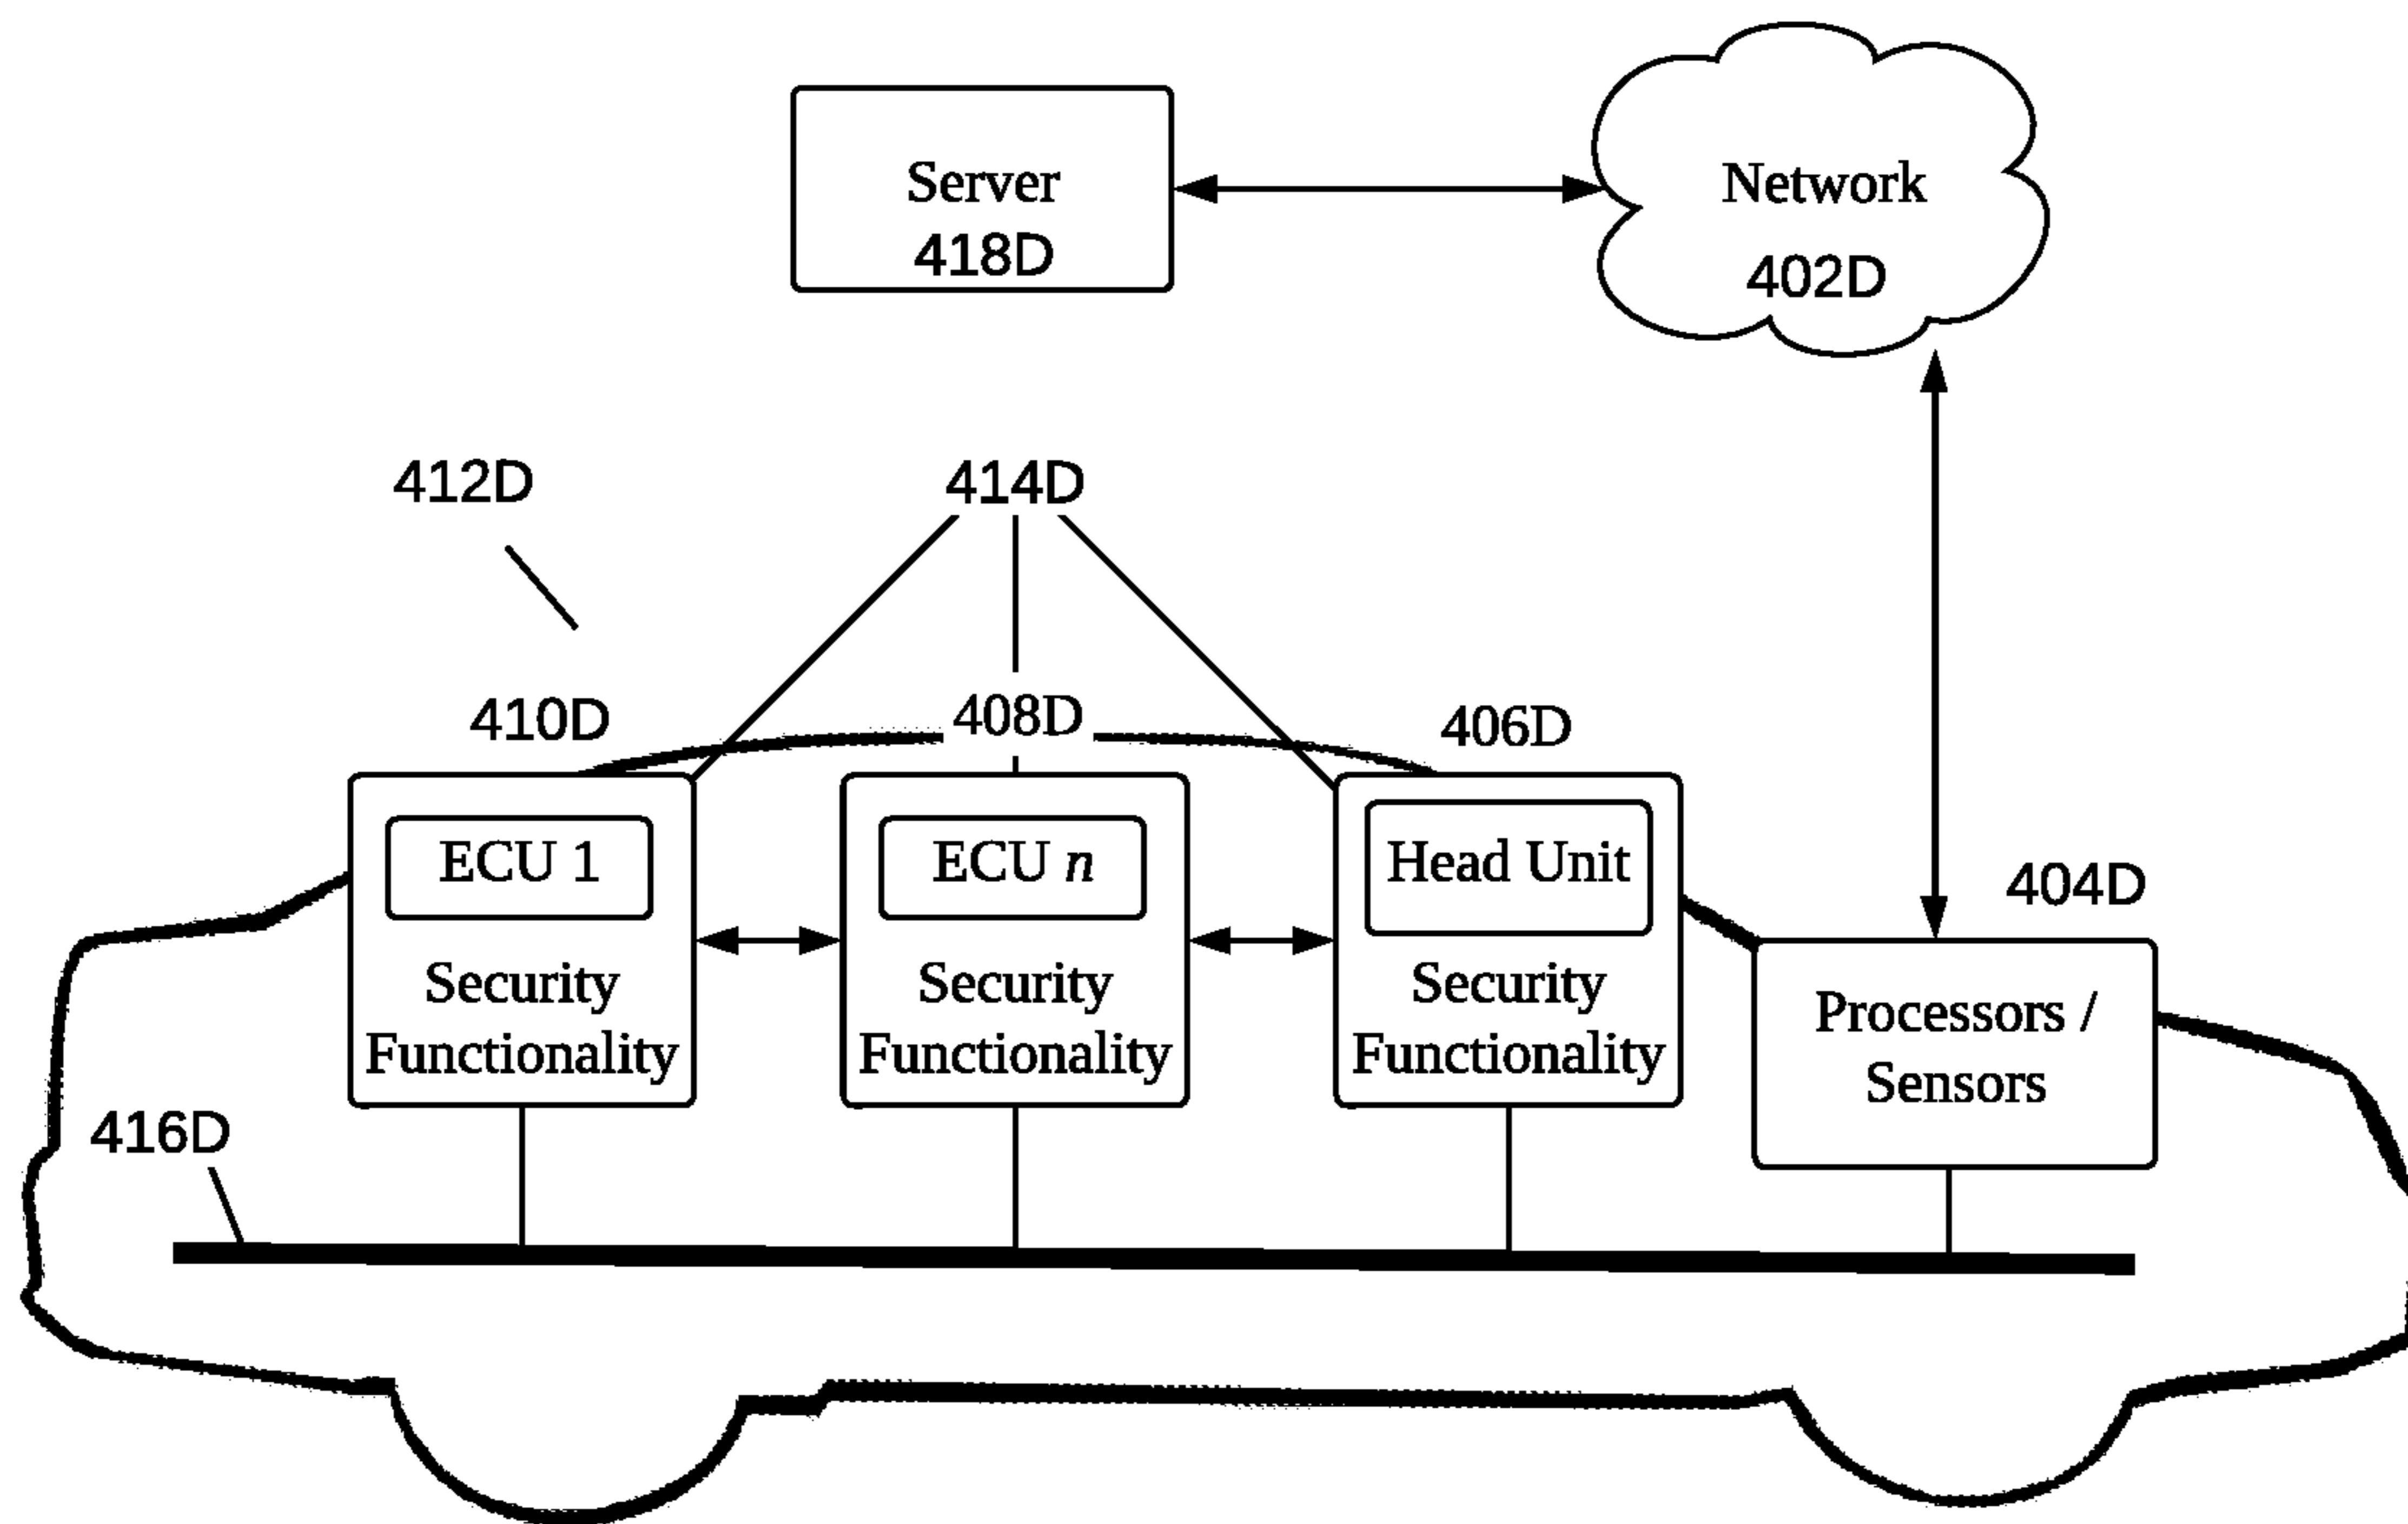 Server
418D
Network
402D
412D
414D
410D
408D
406D
404D
ECU 1
Security
Functionality
ECU n
Security
Functionality
Head Unit
Security
Functionality
Processors /
Sensors
416D